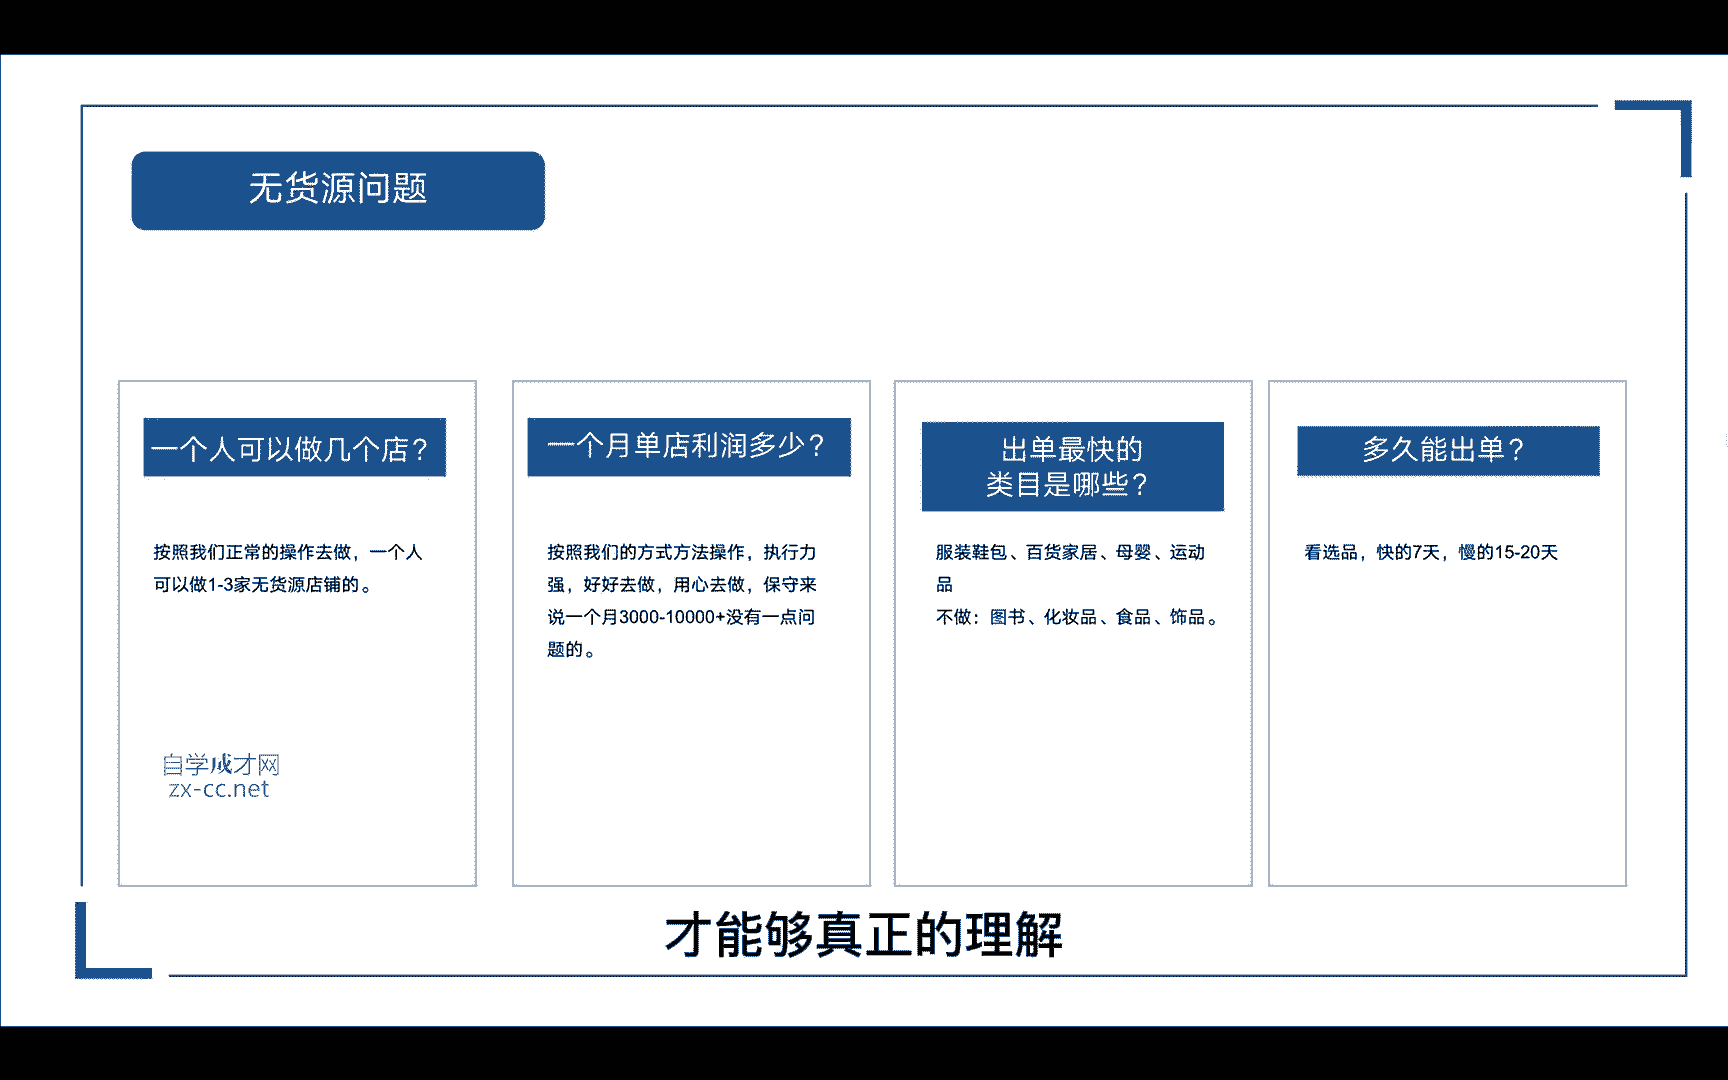 无货源问题
一个人可以做几个店?
按照我们正常的操作去做，一个人
可以做1-3家无货源店铺的。
自学成才网
zx-cc.net
一个月单店利润多少?
按照我们的方式方法操作，执行力
强，好好去做，用心去做，保守来
说一个月3000-10000+没有一点问
题的。
出单最快的
类目是哪些?
服装鞋包、百货家居、母婴、运动
品
不做：图书、化妆品、食品、饰品。
多久能出单?
看选品，快的7天，慢的15-20天
才能够真正的理解